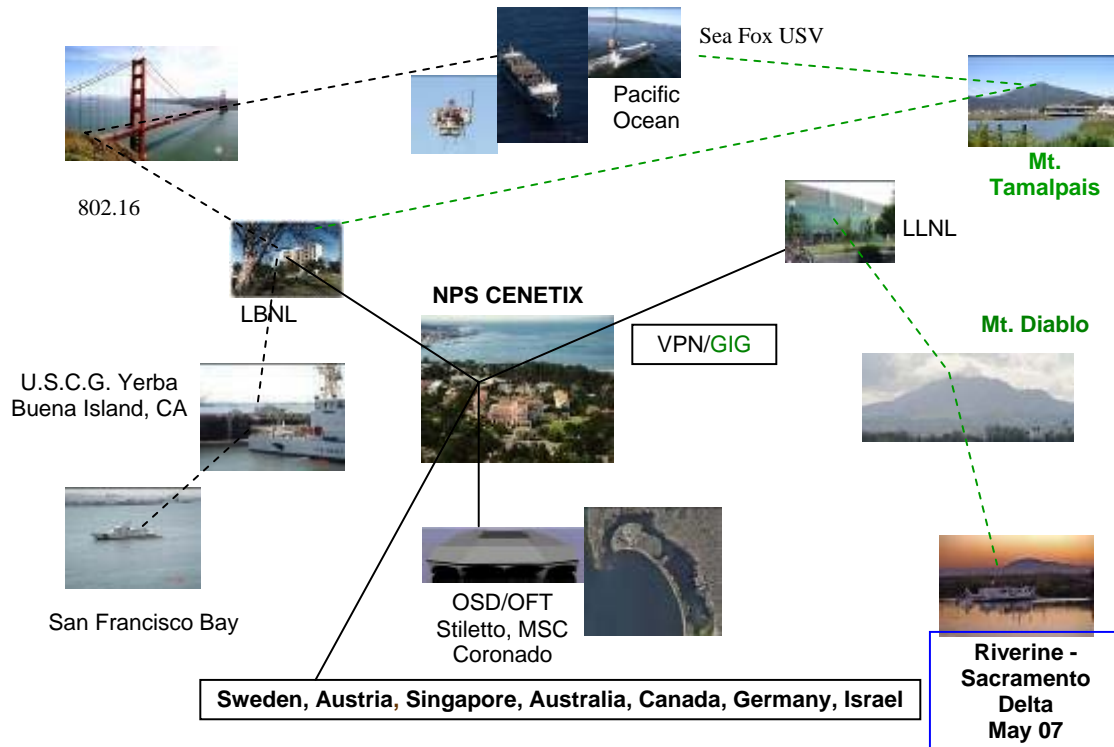 Sea Fox USV
Pacific
Ocean
Mt.
Tamalpais
802.16
LLNL
LBNL
NPS CENETIX
VPN/GIG
Mt. Diablo
U.S.C.G. Yerba
Buena Island, CA
San Francisco Bay
OSD/OFT
Stiletto, MSC
Coronado
Sweden, Austria, Singapore, Australia, Canada, Germany, Israel
Riverine -
Sacramento
Delta
May 07